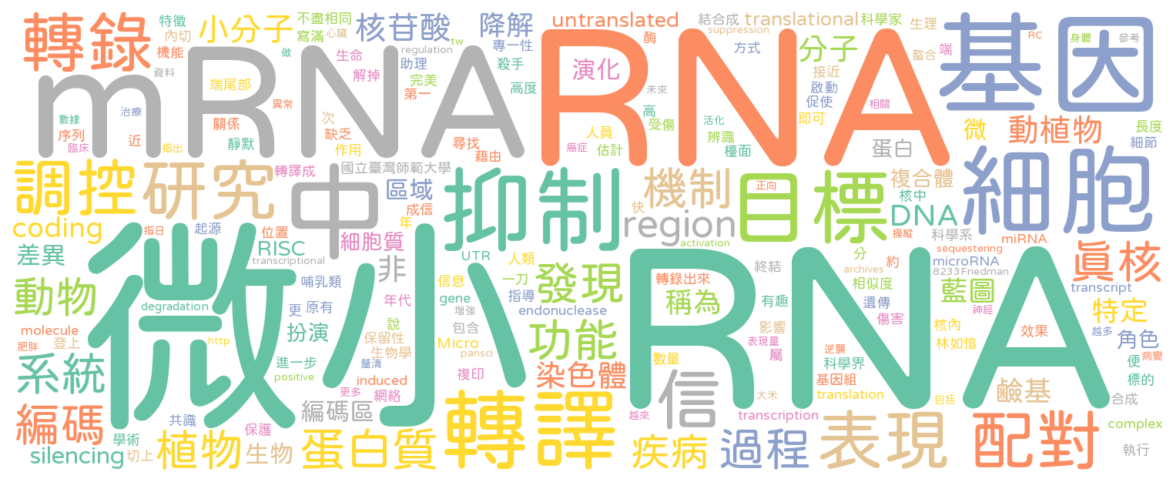 轉錄
內切
特徵
機能
資料
不盡相同
寫滿
心臟
小分子
生命
解掉
做
核苷酸
助理
regulation
tw
第一
完美
降解
專一性
殺手
高度
untranslated
酶
演化
未來
結合成
suppression
方式
translational
科學家
分子
接近
啟動
促使
即可
生理
螯合
端
基因
身體
RC
參考
mRNA
RNA
端尾部
異常
數據
序列
臨床
治療
近
指出
關係
靜默
次
缺乏
作用
轉譯成
國立臺灣師範大學
尋找
藉由
高
癌症
人員
估計
受傷
活化
辨識
檯面
相關
蛋白
微
動植物
長度
細節
調控
研究
中
區域
成信
年
抑制
機制
快
region
目標
正向
複合體
核中
操縱
DNA
科學系
細胞
coding
差異
指日
transcriptional
起源
位置
RISC
細胞質
非
UTR
人類
activation
轉錄出來
終結
分
archives
約
相似度
sequestering
miRNA
microRNA
8233Friedman
藍圖
真核
transcript
動物
degradation
微小RNA
哺乳類
更
原有
年代
說
信息
gene
增強
一刀
指導
endonuclease
發現
功能
稱為
有趣
影響
表現量
數量
屬
遺傳
傷害
核內
林如愔
神經
效果
特定
越多
角色
molecule
登上
肥胖
http
扮演
進一步
釐清
positive
保留性
生物學
包含
Micro
pansci
複印
染色體
逆襲
科學界
基因組
便
標的
病變
系統
更多
induced
網絡
信
大米
translation
包括
鹼基
合成
編碼
共識
學術
切上
保護
編碼區
越來
transcription
complex
執行
silencing
植物
生物
蛋白質
轉譯
疾病
過程
表現
配對